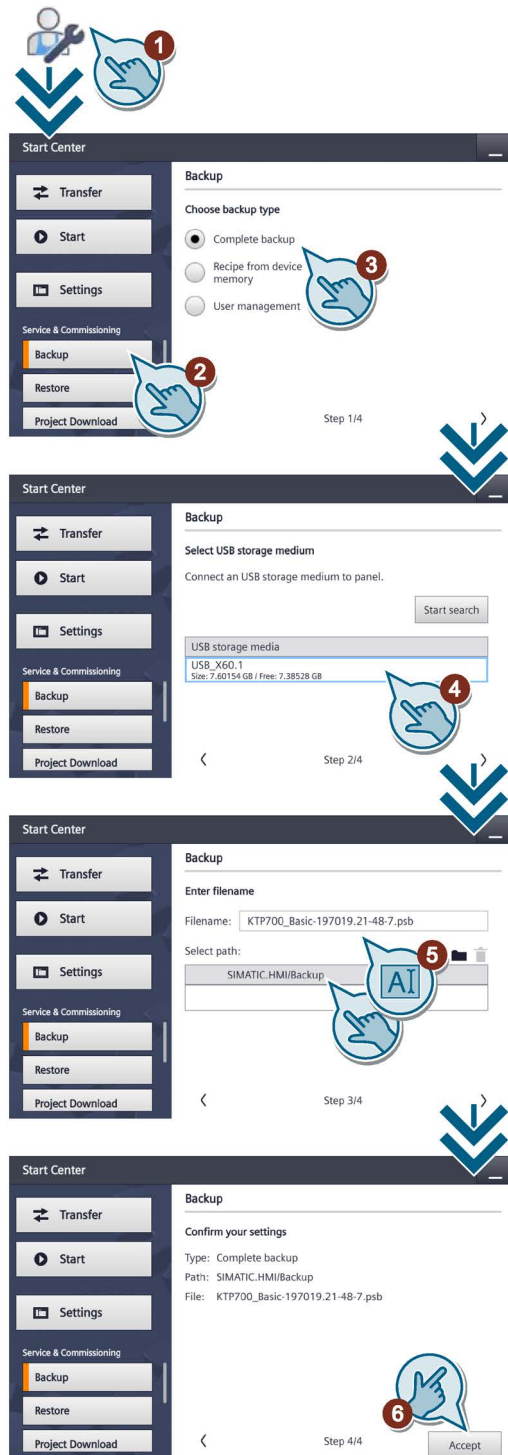 1
Start Center
Transfer
Start
Settings
Service & Commissioning
Backup
Restore
Project Download
Backup
Choose backup type
Complete backup
Recipe from device
memory
User management
3
2
Step 1/4
Start Center
Transfer
Start
Settings
Service & Commissioning
Backup
Restore
Project Download
Backup
Select USB storage medium
Connect an USB storage medium to panel.
Start search
USB storage media
USB_X60.1
Size: 7.60154 GB / Free: 7.38528 GB
4
Step 2/4
Start Center
Transfer
Start
Settings
Service & Commissioning
Backup
Restore
Project Download
Backup
Enter filename
Filename: KTP700_Basic-197019.21-48-7.psb
Select path:
5
SIMATIC.HMI/Backup
A
Step 3/4
Start Center
Transfer
Start
Settings
Service & Commissioning
Backup
Restore
Project Download
Backup
Confirm your settings
Type: Complete backup
Path: SIMATIC.HMI/Backup
File: KTP700_Basic-197019.21-48-7.psb
6
Step 4/4
Accept